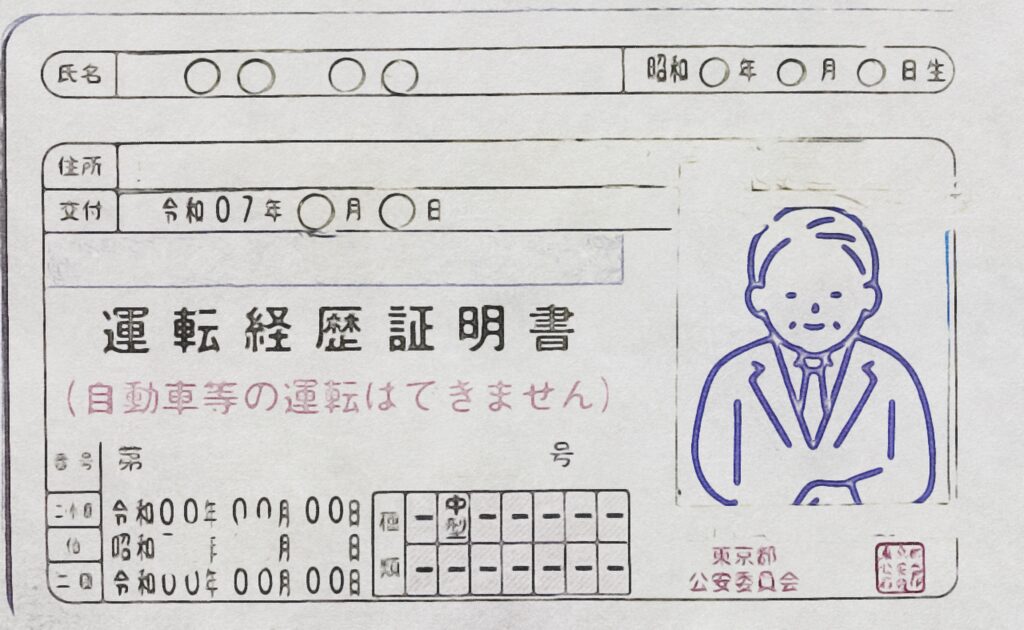 氏名 ○○ ○○ 昭和○年○月○日生
住所
交付 令和07年○月○日
運転経歴証明書
(自動車等の運転はできません)
番号 第 号
令和00年00月00日
昭和 月 日
二 令和00年00月00日
種類 - 中型 - - - - -
- - - - - - -
東京都
公安委員会